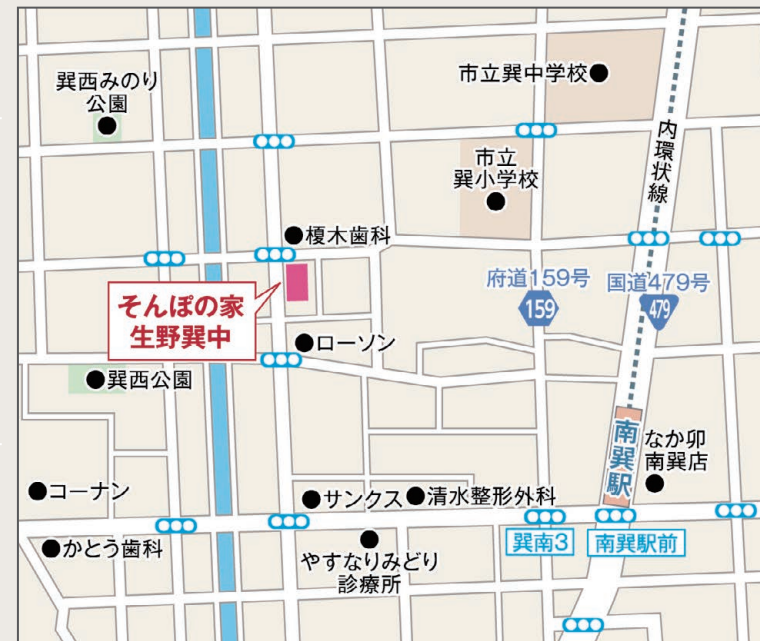 市立巽中学校
巽西みのり
公園
内環状線
市立
巽小学校
榎木歯科
府道159号
国道479号
159
479
そんぽの家
生野巽中
ローソン
巽西公園
南巽駅
なか卯
南巽店
コーナン
サンクス
清水整形外科
巽南3
南巽駅前
かとう歯科
やすなりみどり
診療所